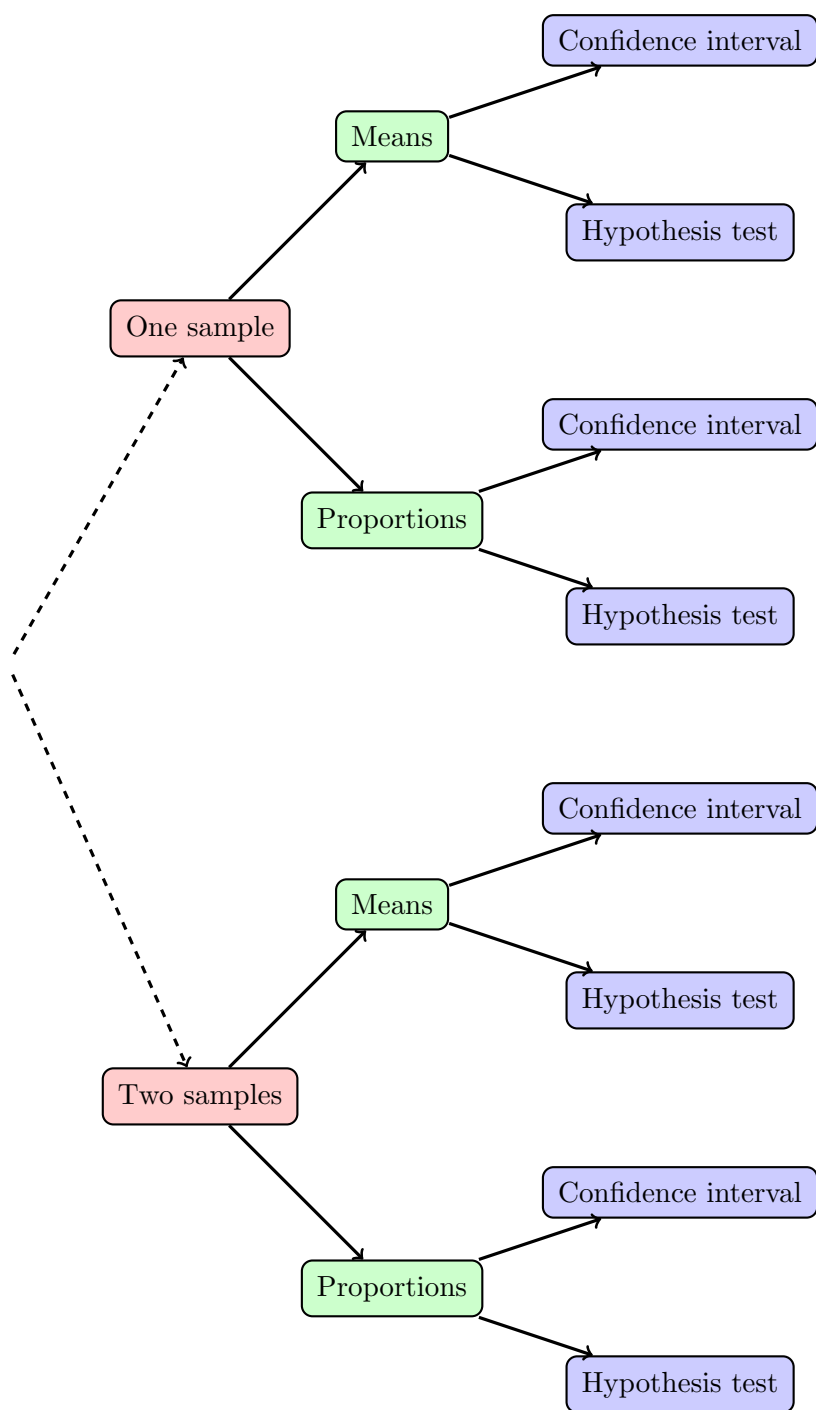 Confidence interval
Means
Hypothesis test
One sample
Confidence interval
Proportions
Hypothesis test
Confidence interval
Means
Hypothesis test
Two samples
Confidence interval
Proportions
Hypothesis test